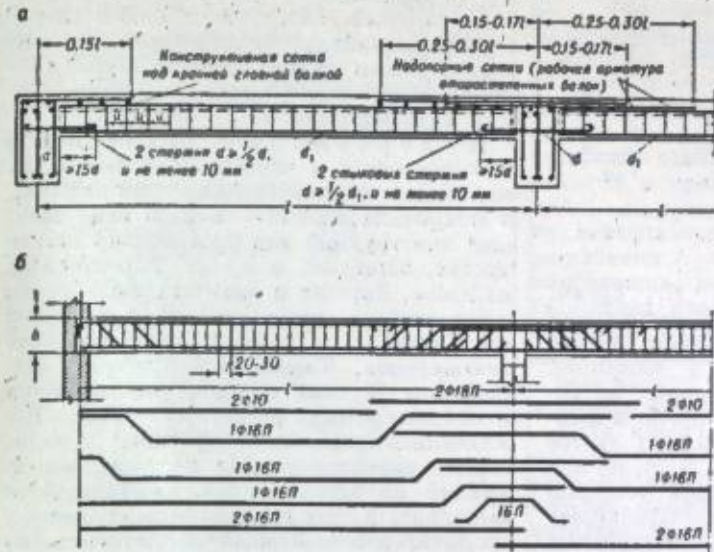 а
0,15l
0,15-0,17l
0,25-0,30l
0,25-0,30l
0,15-0,17l
Конструктивная сетка
над крайней главной балкой
Надопорные сетки (рабочая арматура
второстепенных балок)
u u u
d
d₁
d
d₁
≥15d
2 стержня d ≥ ½ d₁
и не менее 10 мм
2 стыковых стержня
d ≥ ½ d₁, и не менее 10 мм
≥15d
l
б
h
20-30
l
2Ф18П
l
2Ф10
2Ф10
1Ф16П
1Ф16П
1Ф16П
1Ф16П
1Ф16П
16П
2Ф16П
2Ф16П